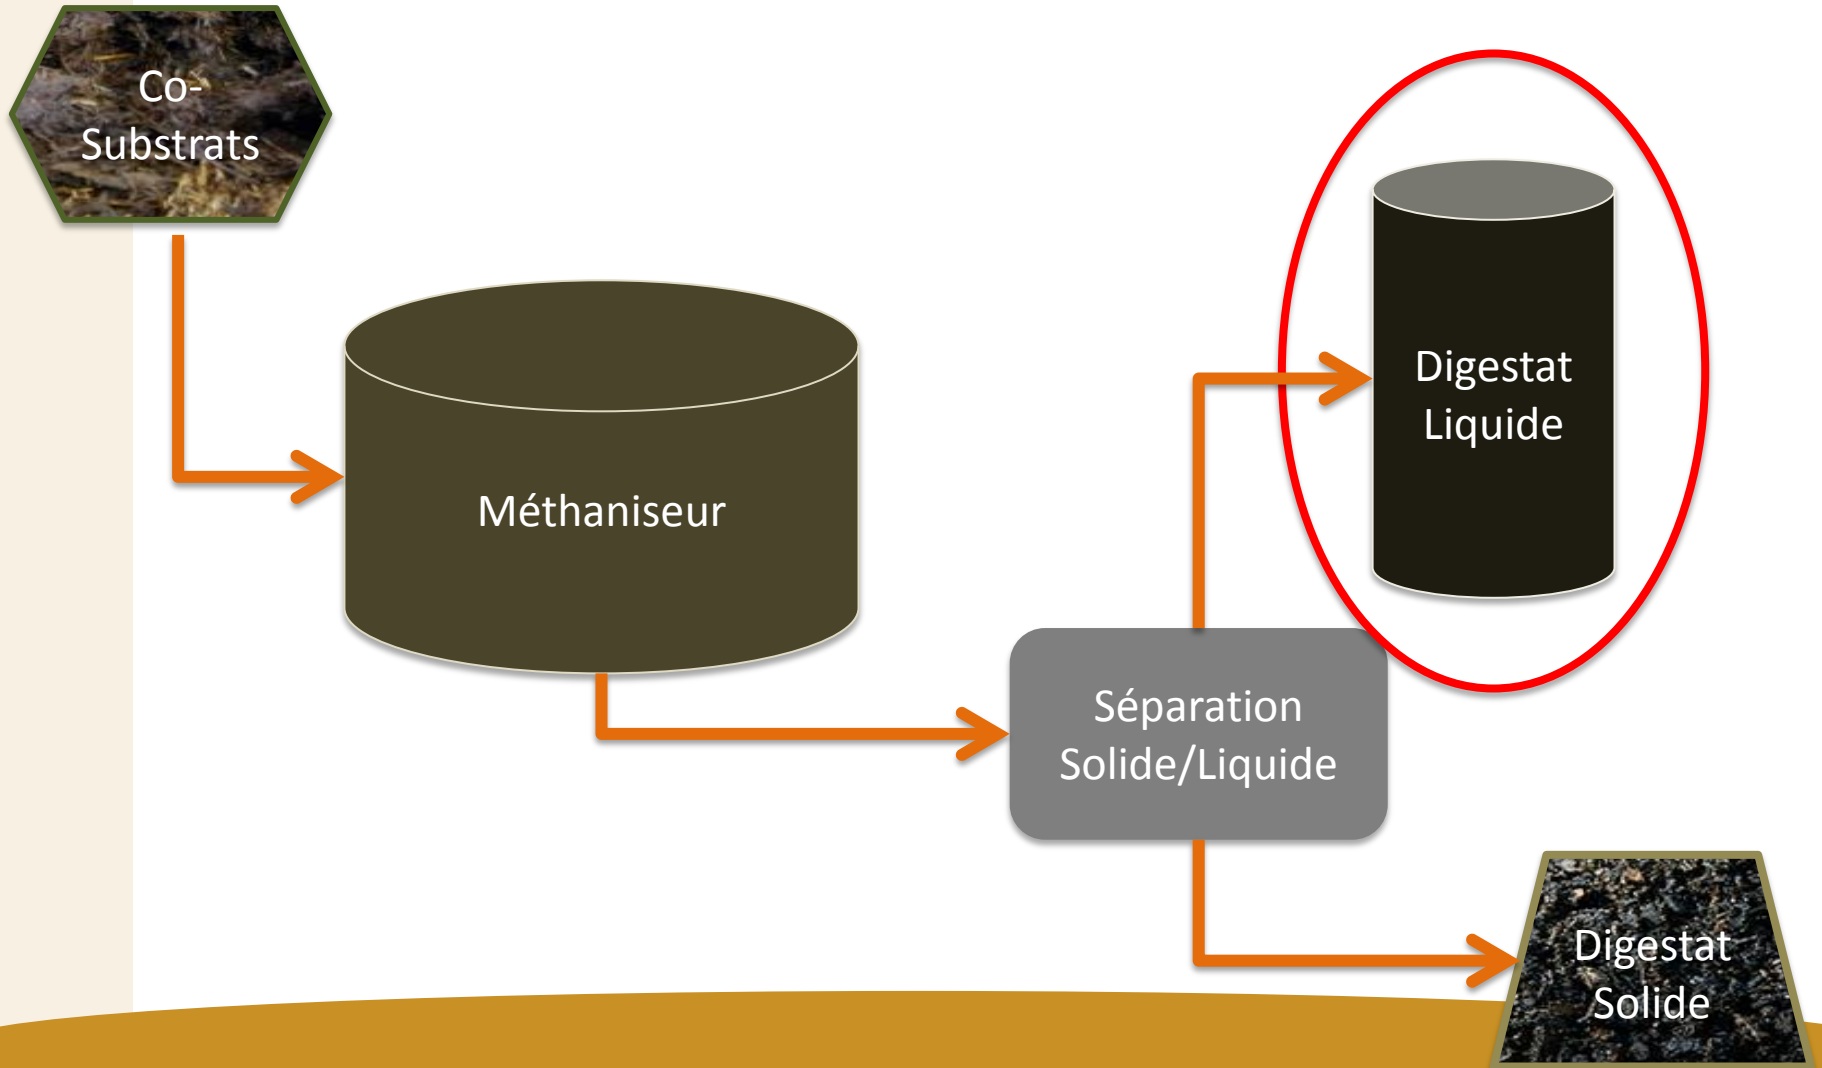 Co-
Substrats
Méthaniseur
Digestat
Liquide
Séparation
Solide/Liquide
Digestat
Solide